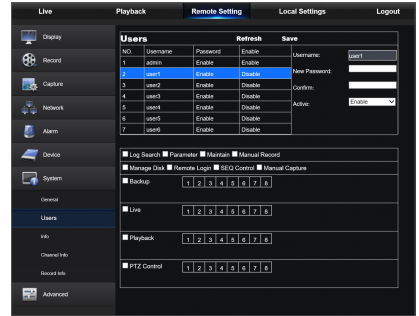 Live Playback Remote Setting Local Settings Logout
Display
Record
Capture
Network
Alarm
Device
System
General
Users
Info
Channel Info
Record Info
Advanced
Users Refresh Save
NO. Username Password Enable
1 admin Enable Enable
2 user1 Enable Disable
3 user2 Enable Disable
4 user3 Enable Disable
5 user4 Enable Disable
6 user5 Enable Disable
7 user6 Enable Disable
Username: user1
New Password:
Confirm:
Active: Enable
Log Search Parameter Maintain Manual Record
Manage Disk Remote Login SEQ Control Manual Capture
Backup 1 2 3 4 5 6 7 8
Live 1 2 3 4 5 6 7 8
Playback 1 2 3 4 5 6 7 8
PTZ Control 1 2 3 4 5 6 7 8